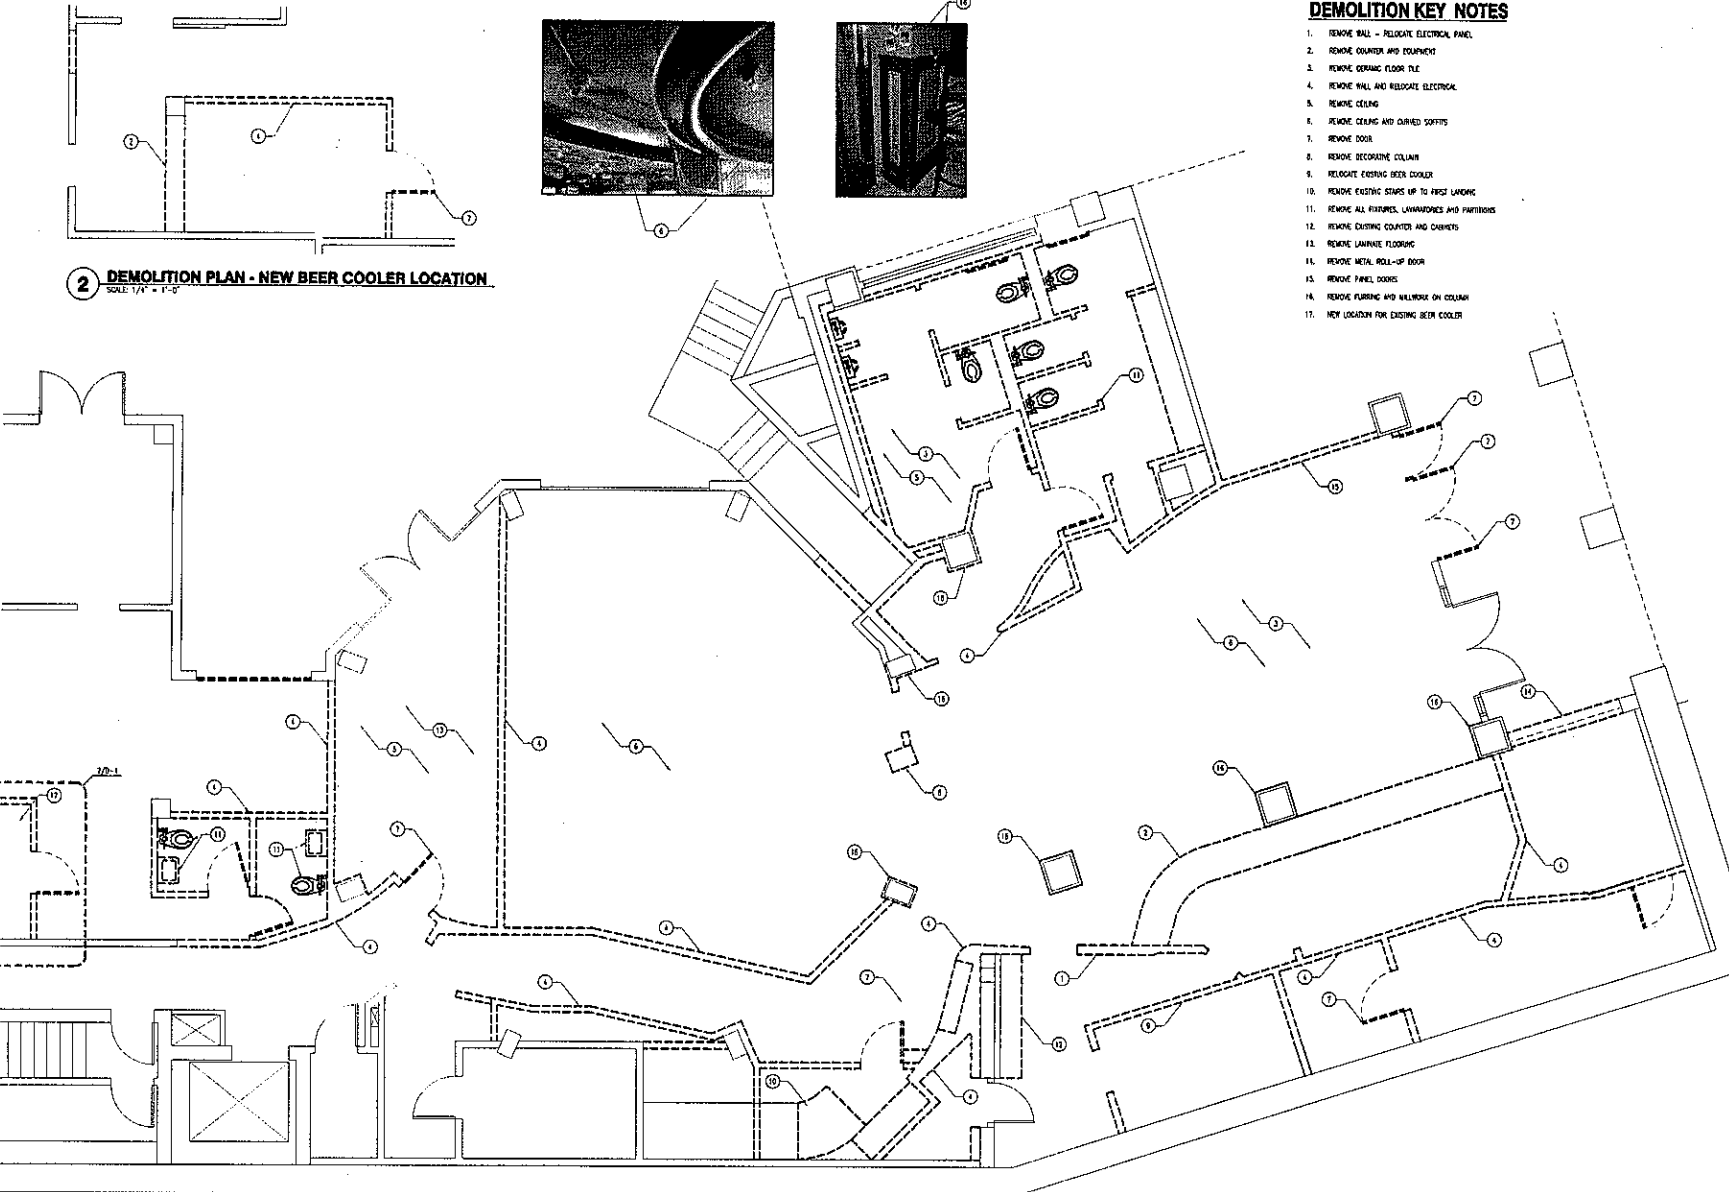 DEMOLITION KEY NOTES
1. REMOVE WALL - RELOCATE ELECTRICAL PANEL
2. REMOVE COUNTER AND EQUIPMENT
3. REMOVE CERAMIC FLOOR TILE
4. REMOVE WALL AND RELOCATE ELECTRICAL
5. REMOVE CEILING
6. REMOVE CEILING AND CURVED SOFFITS
7. REMOVE DOOR
8. REMOVE DECORATIVE COLUMN
9. RELOCATE EXISTING BEER COOLER
10. REMOVE EXISTING STAIRS UP TO FIRST LANDING
11. REMOVE ALL FIXTURES, LAVARATORIES AND PARTITIONS
12. REMOVE EXISTING COUNTER AND CABINETS
13. REMOVE LAMINATE FLOORING
14. REMOVE METAL ROLL-UP DOOR
15. REMOVE PANEL DOORS
16. REMOVE FURRING AND MILLWORK ON COLUMN
17. NEW LOCATION FOR EXISTING BEER COOLER
2 DEMOLITION PLAN - NEW BEER COOLER LOCATION
SCALE: 1/4" = 1'-0"
2/D-1